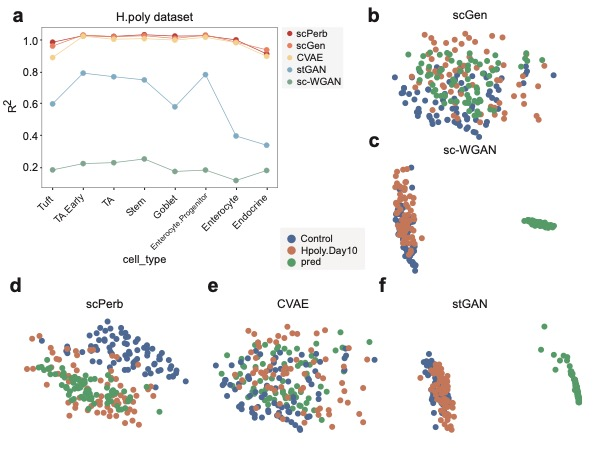 a
H.poly dataset
1.0
0.8
0.6
0.4
0.2
R2
Tuft
TA.Early
TA
Stem
Goblet
Enterocyte.Progenitor
Enterocyte
Endocrine
cell_type
scPerb
scGen
CVAE
stGAN
sc-WGAN
b
scGen
c
sc-WGAN
Control
Hpoly.Day10
pred
d
scPerb
e
CVAE
f
stGAN